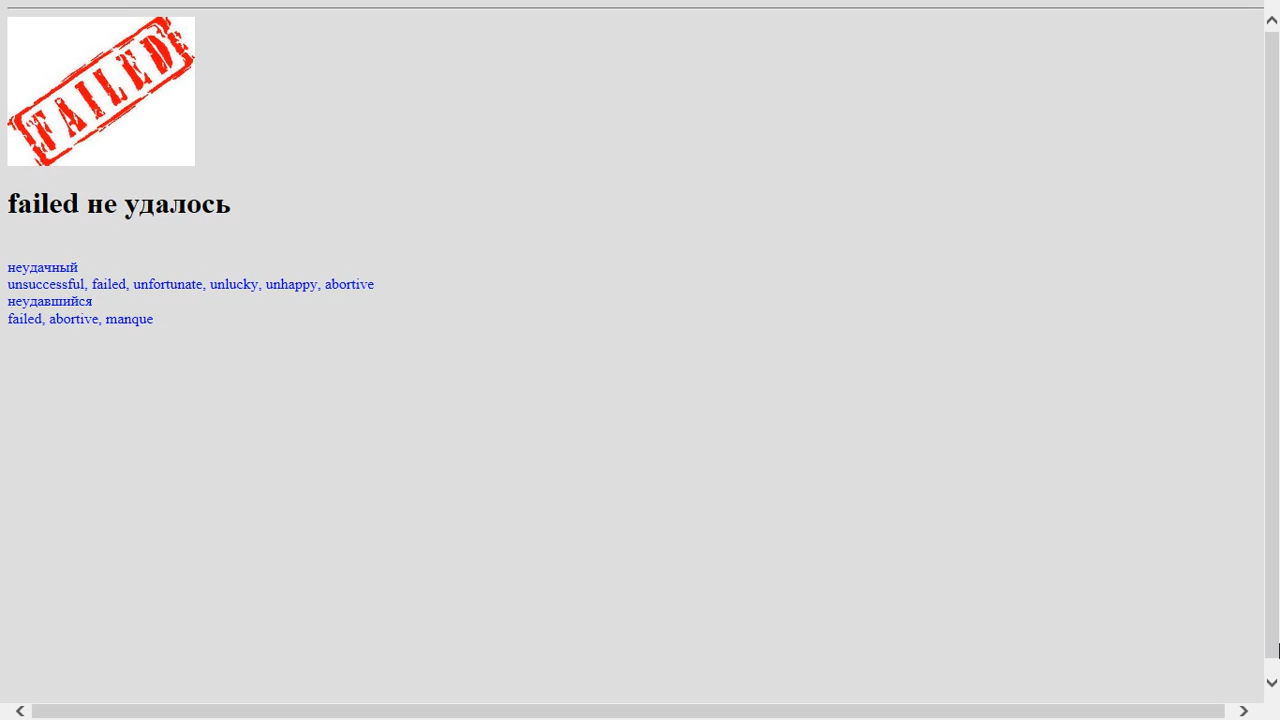 FAILED
failed не удалось
неудачный
unsuccessful, failed, unfortunate, unlucky, unhappy, abortive
неудавшийся
failed, abortive, manque